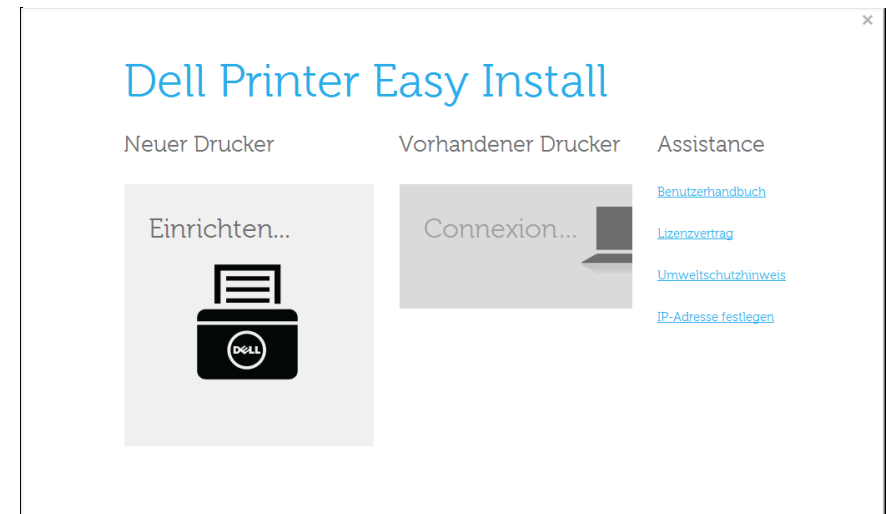 ×
Dell Printer Easy Install
Neuer Drucker
Vorhandener Drucker
Assistance
Einrichten...
DELL
Connexion...
Benutzerhandbuch
Lizenzvertrag
Umweltschutzhinweis
IP-Adresse festlegen